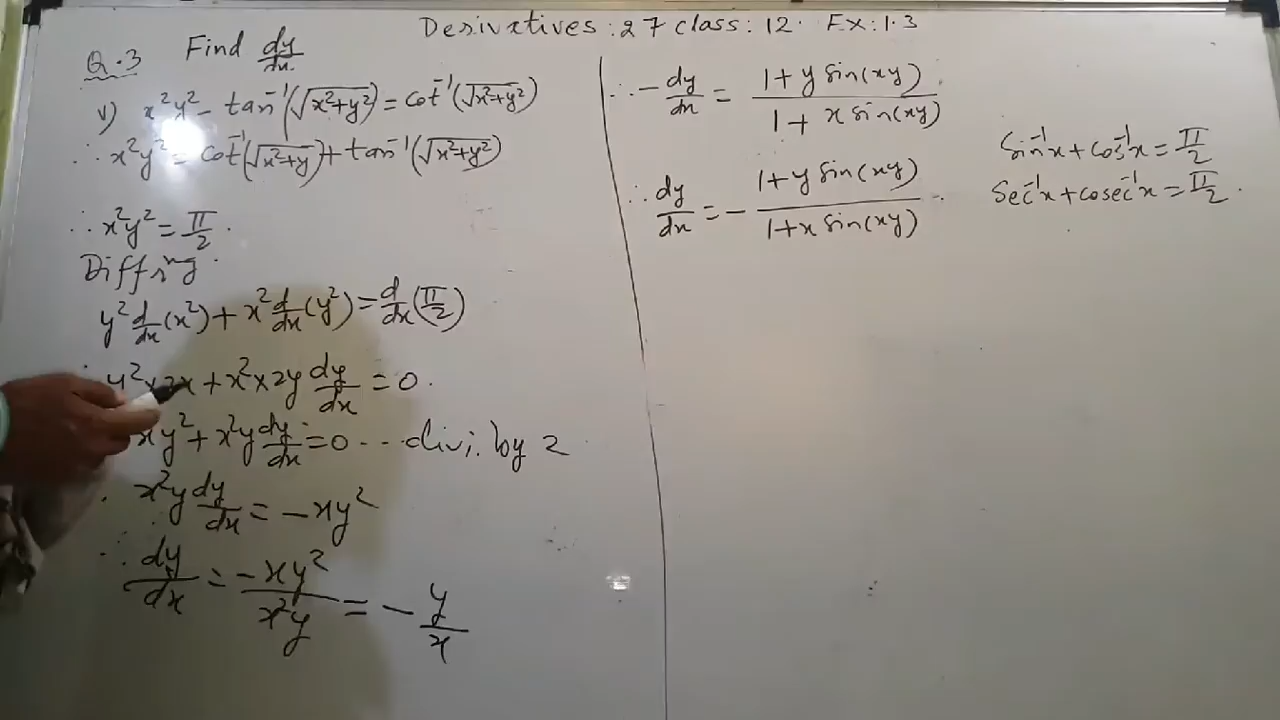 Derivatives : 27 class : 12. Ex : 1.3
Q.3 Find dy/dx
v) x²y² - tan⁻¹(√x²+y²) = cot⁻¹(√x²+y²)
∴ x²y² = cot⁻¹(√x²+y) + tan⁻¹(√x²+y²)
∴ x²y² = π/2.
Diff.ing.
y² d/dx (x²) + x² d/dx (y²) = d/dx (π/2)
∴ y² × 2x + x² × 2y dy/dx = 0.
xy² + x²y dy/dx = 0 --- divi. by 2
∴ x²y dy/dx = -xy²
∴ dy/dx = -xy²/x²y = - y/x
∴ - dy/dx = 1 + y sin(xy) / 1 + x sin(xy)
∴ dy/dx = - 1 + y sin(xy) / 1 + x sin(xy) .
Sin⁻¹x + cos⁻¹x = π/2
Sec⁻¹x + cosec⁻¹x = π/2 .